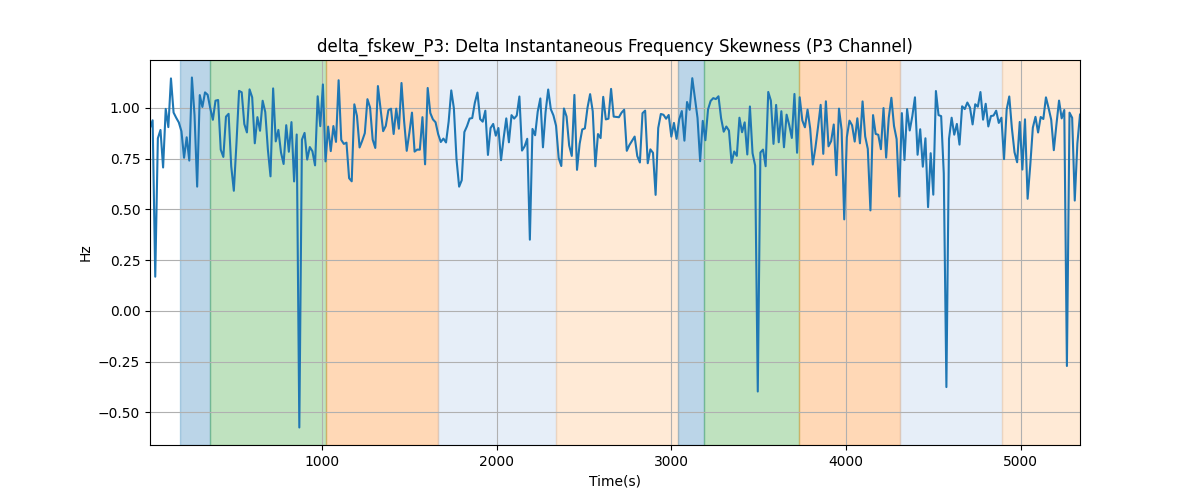 delta_fskew_P3: Delta Instantaneous Frequency Skewness (P3 Channel)
1.00
0.75
0.50
0.25
0.00
−0.25
−0.50
Hz
1000 2000 3000 4000 5000
Time(s)